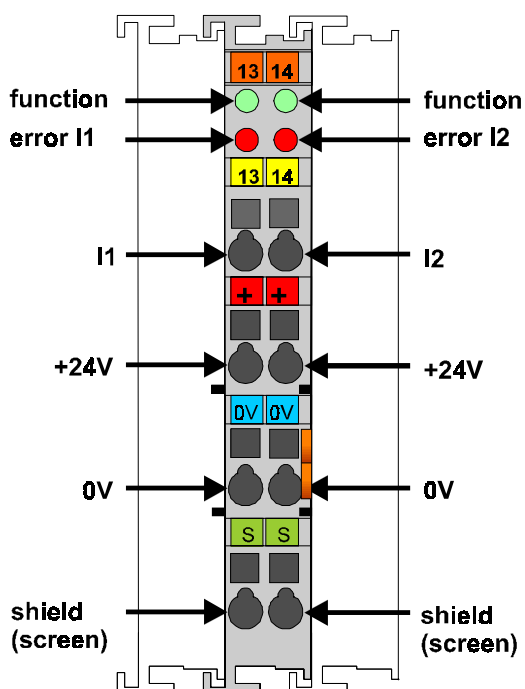 13 14
function function
error I1 error I2
13 14
I1 I2
+ +
+24V +24V
0V 0V
0V 0V
S S
shield shield
(screen) (screen)